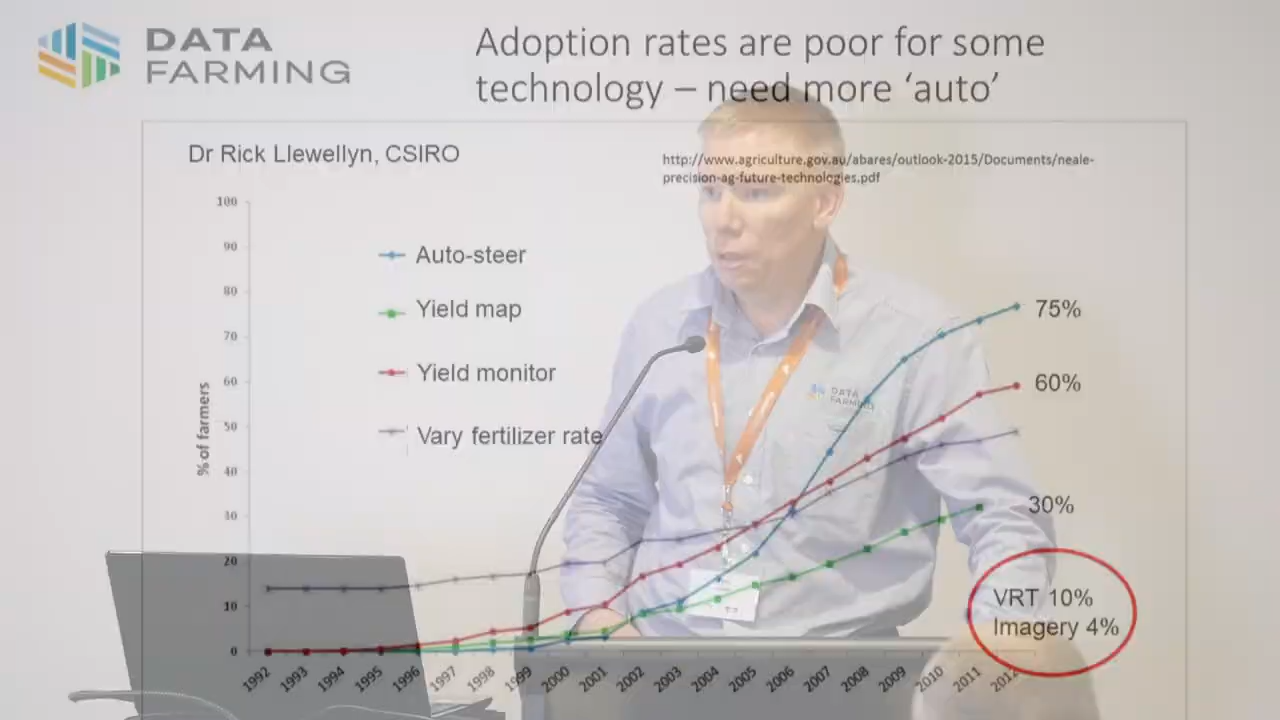 DATA
FARMING
Adoption rates are poor for some
technology – need more ‘auto’
Dr Rick Llewellyn, CSIRO
http://www.agriculture.gov.au/abares/outlook-2015/Documents/neale-
precision-ag-future-technologies.pdf
100
90
80
70
60
50
40
30
20
10
0
% of farmers
Auto-steer
Yield map
Yield monitor
Vary fertilizer rate
75%
60%
30%
VRT 10%
Imagery 4%
DATA
FARMING
1992
1993
1994
1995
1996
1997
1998
1999
2000
2001
2002
2003
2004
2005
2006
2007
2008
2009
2010
2011
2012